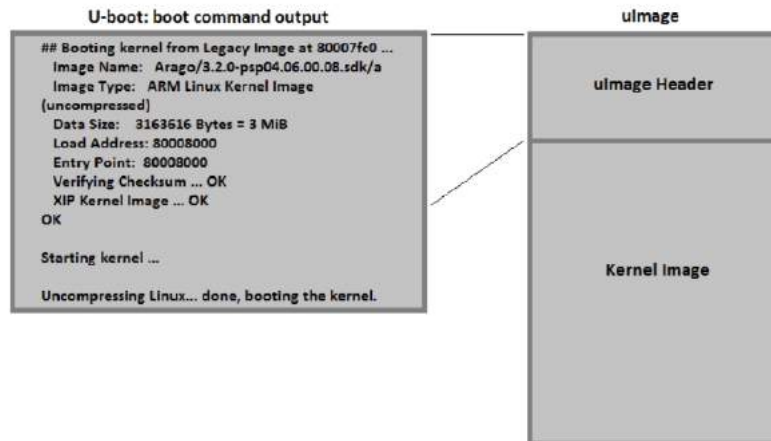 U-boot: boot command output
## Booting kernel from Legacy Image at 80007fc0 ...
Image Name: Arago/3.2.0-psp04.06.00.08.sdk/a
Image Type: ARM Linux Kernel Image
(uncompressed)
Data Size: 3163616 Bytes = 3 MiB
Load Address: 80008000
Entry Point: 80008000
Verifying Checksum ... OK
XIP Kernel Image ... OK
OK
Starting kernel ...
Uncompressing Linux... done, booting the kernel.
uImage
uImage Header
Kernel Image